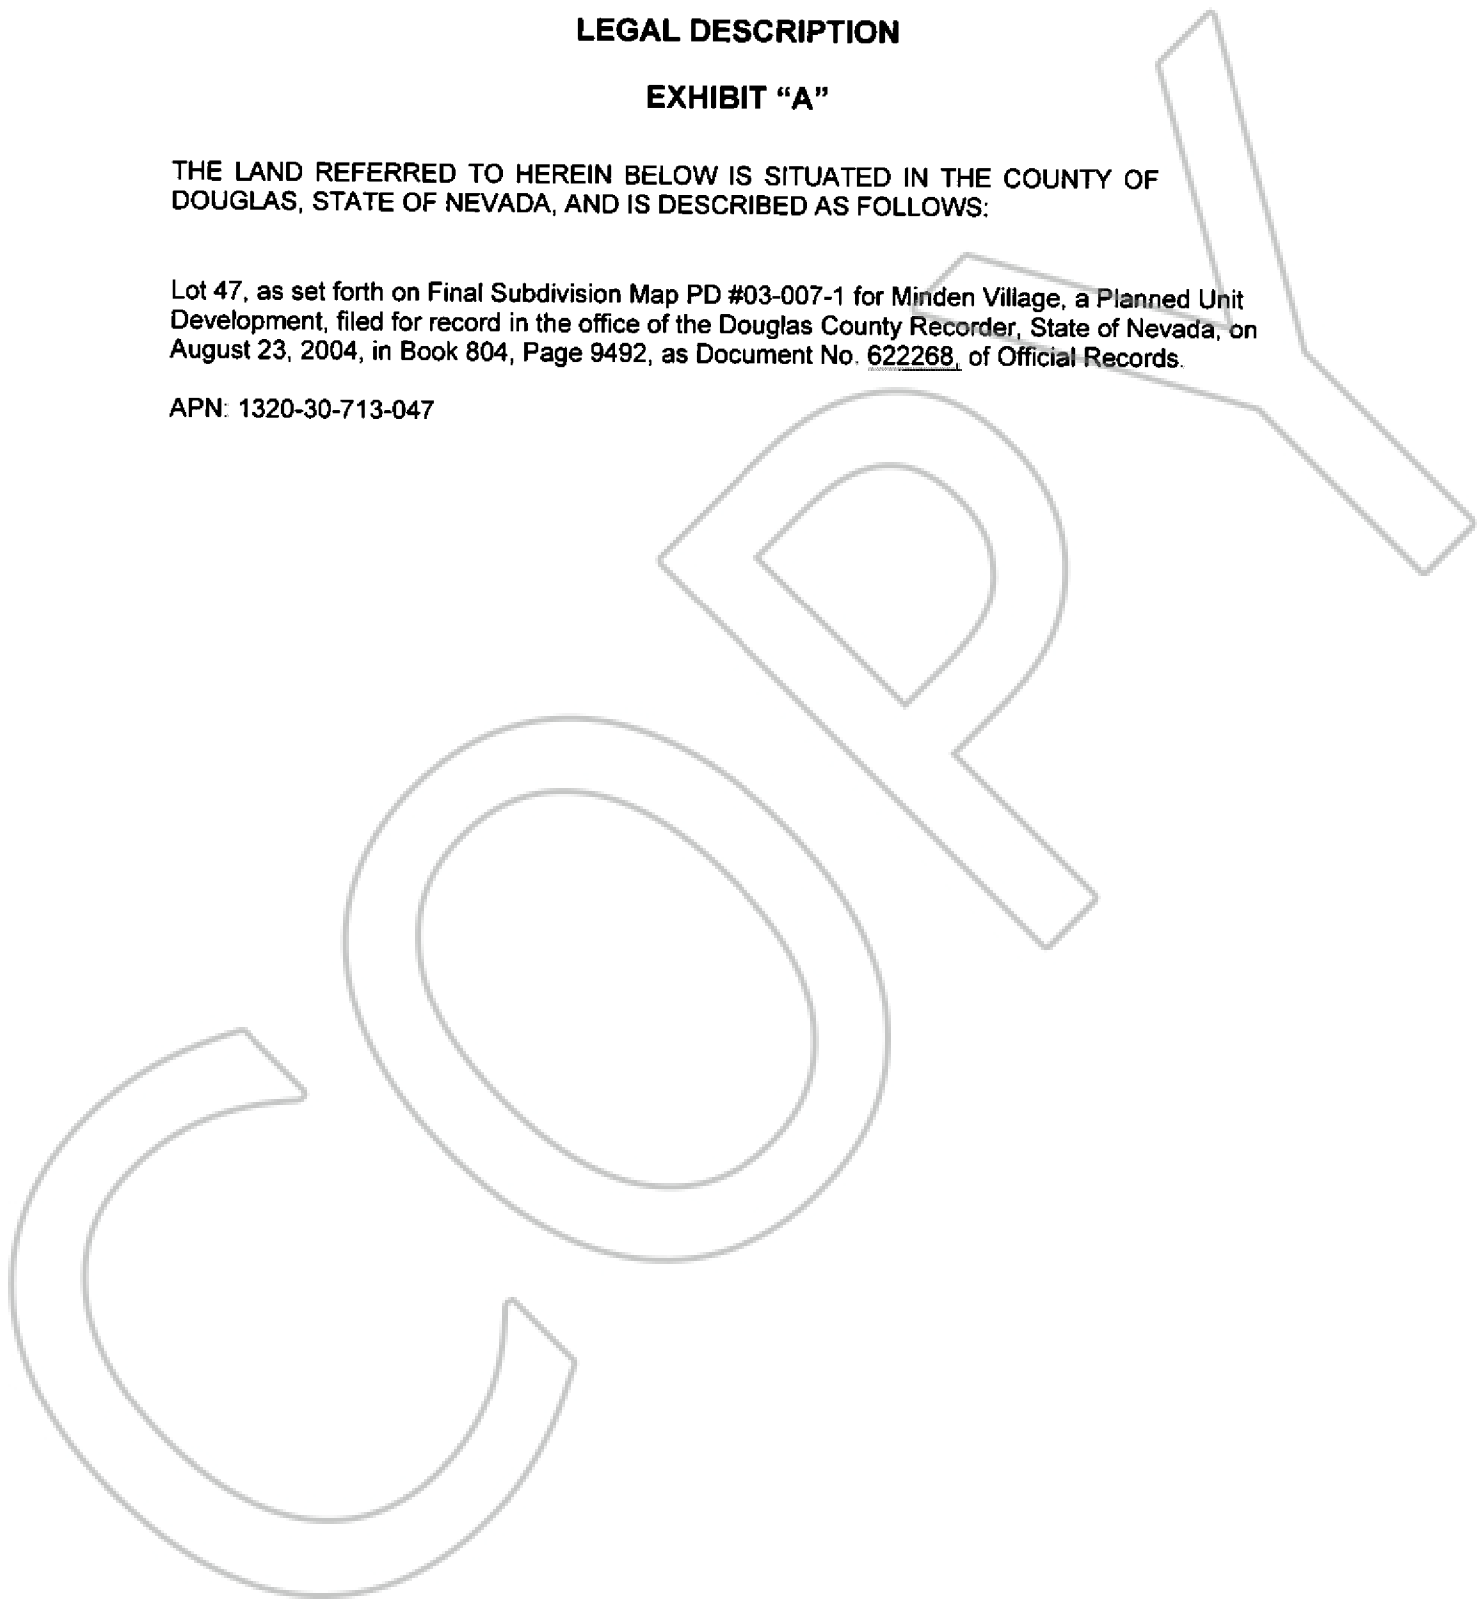 LEGAL DESCRIPTION
EXHIBIT “A”
THE LAND REFERRED TO HEREIN BELOW IS SITUATED IN THE COUNTY OF
DOUGLAS, STATE OF NEVADA, AND IS DESCRIBED AS FOLLOWS:
Lot 47, as set forth on Final Subdivision Map PD #03-007-1 for Minden Village, a Planned Unit
Development, filed for record in the office of the Douglas County Recorder, State of Nevada, on
August 23, 2004, in Book 804, Page 9492, as Document No. 622268, of Official Records.
APN: 1320-30-713-047
COPY